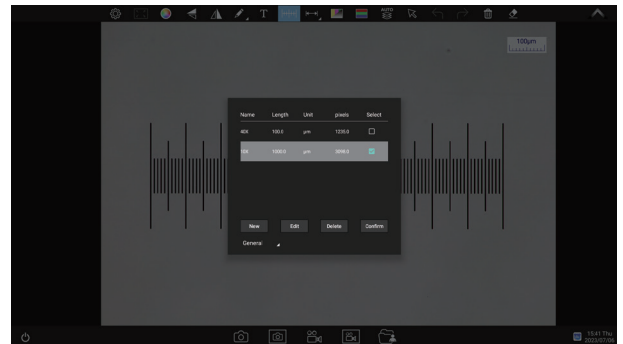 T
AUTO
100μm
Name Length Unit pixels Select
40X 100.0 μm 1235.0
10X 1000.0 μm 3098.0
New Edit Delete Confirm
General
15:41 Thu
2023/07/06